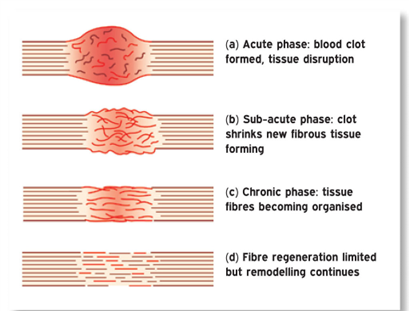 (a) Acute phase: blood clot
formed, tissue disruption
(b) Sub-acute phase: clot
shrinks new fibrous tissue
forming
(c) Chronic phase: tissue
fibres becoming organised
(d) Fibre regeneration limited
but remodelling continues